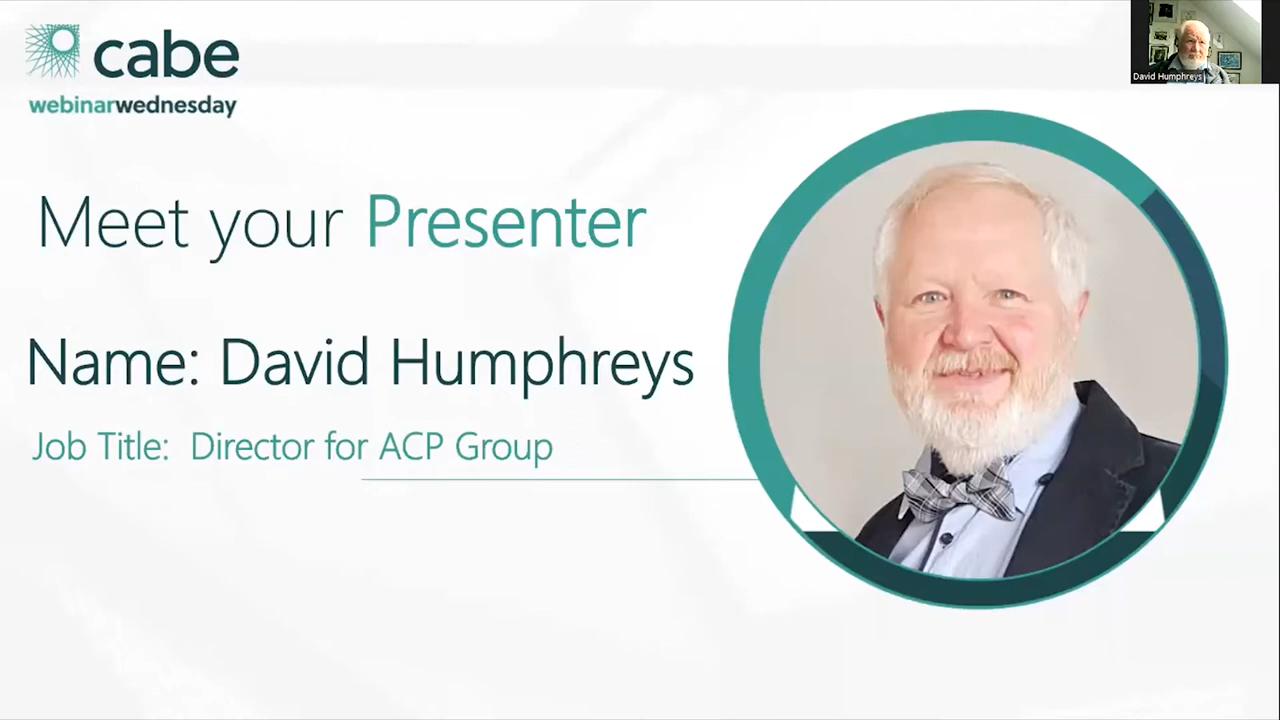 cabe
webinarwednesday
David Humphreys
Meet your Presenter
Name: David Humphreys
Job Title: Director for ACP Group